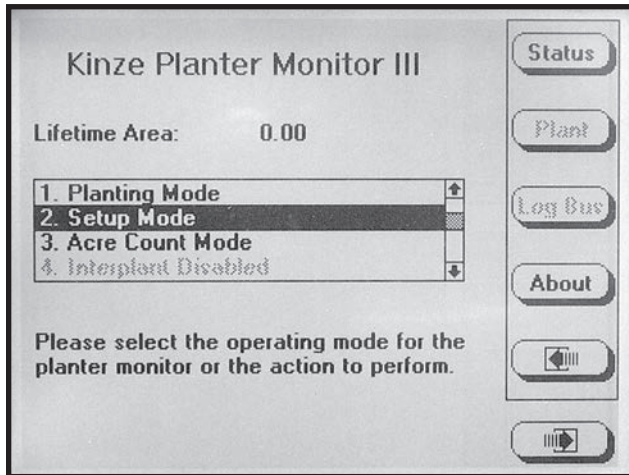 Kinze Planter Monitor III
Lifetime Area: 0.00
1. Planting Mode
2. Setup Mode
3. Acre Count Mode
4. Interplant Disabled
Please select the operating mode for the
planter monitor or the action to perform.
Status
Plant
Log Bus
About